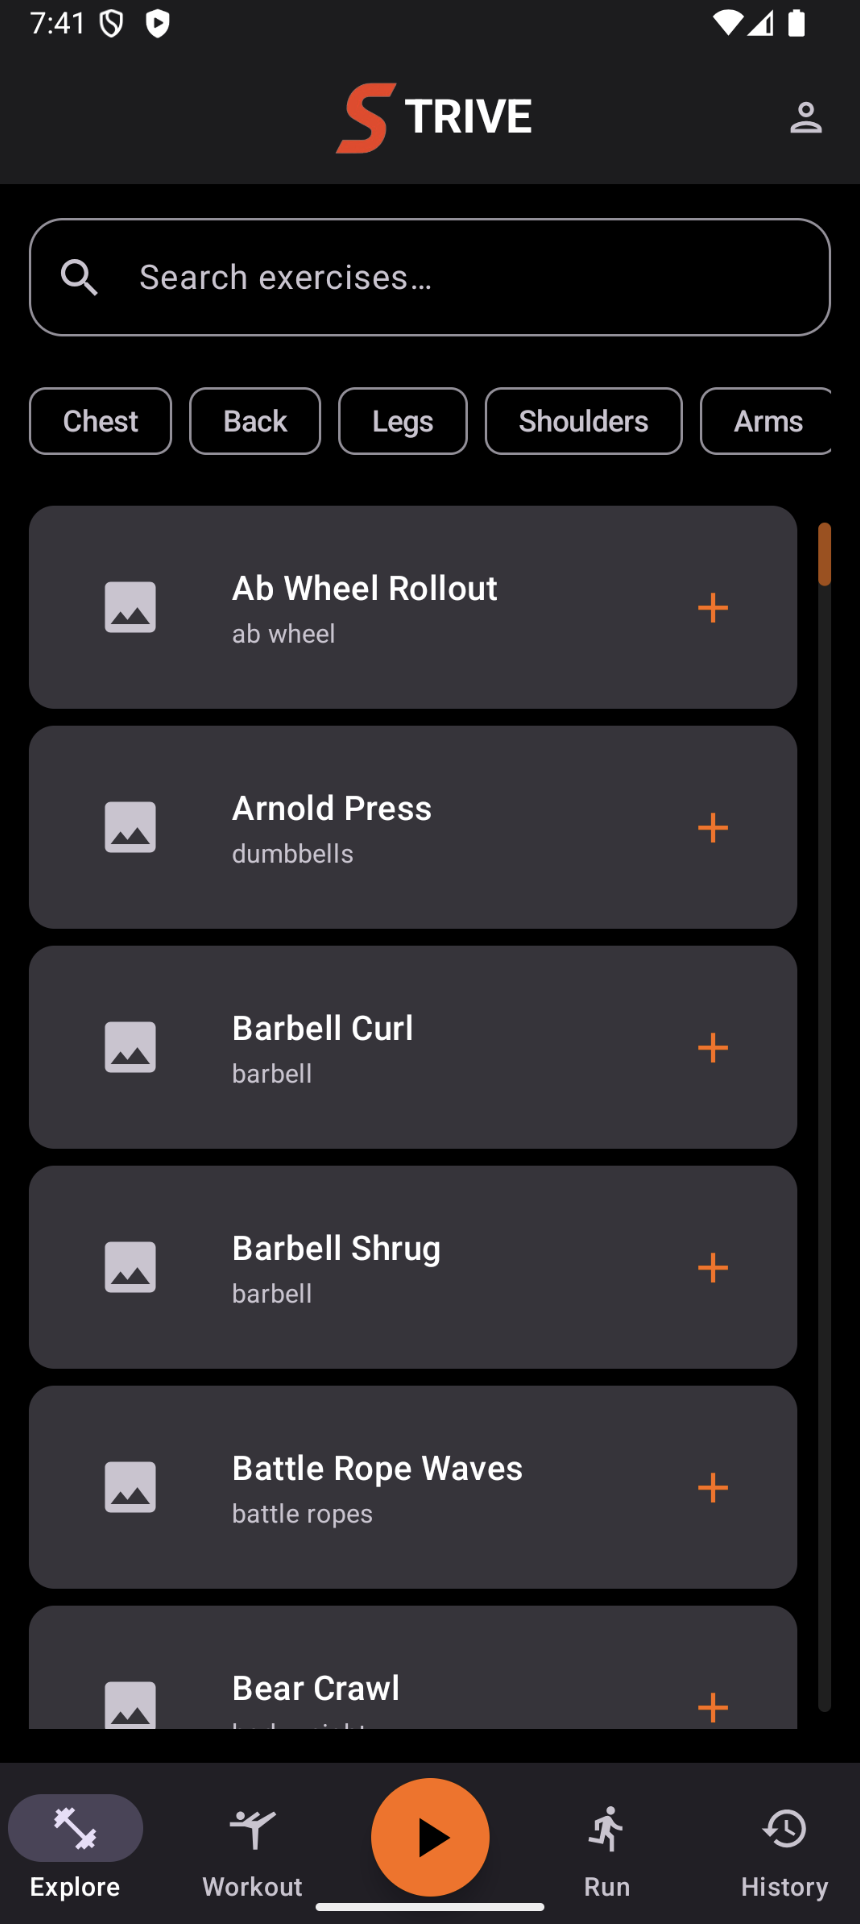 7:41
STRIVE
Search exercises…
Chest Back Legs Shoulders Arms
Ab Wheel Rollout
ab wheel
Arnold Press
dumbbells
Barbell Curl
barbell
Barbell Shrug
barbell
Battle Rope Waves
battle ropes
Bear Crawl
Explore Workout Run History